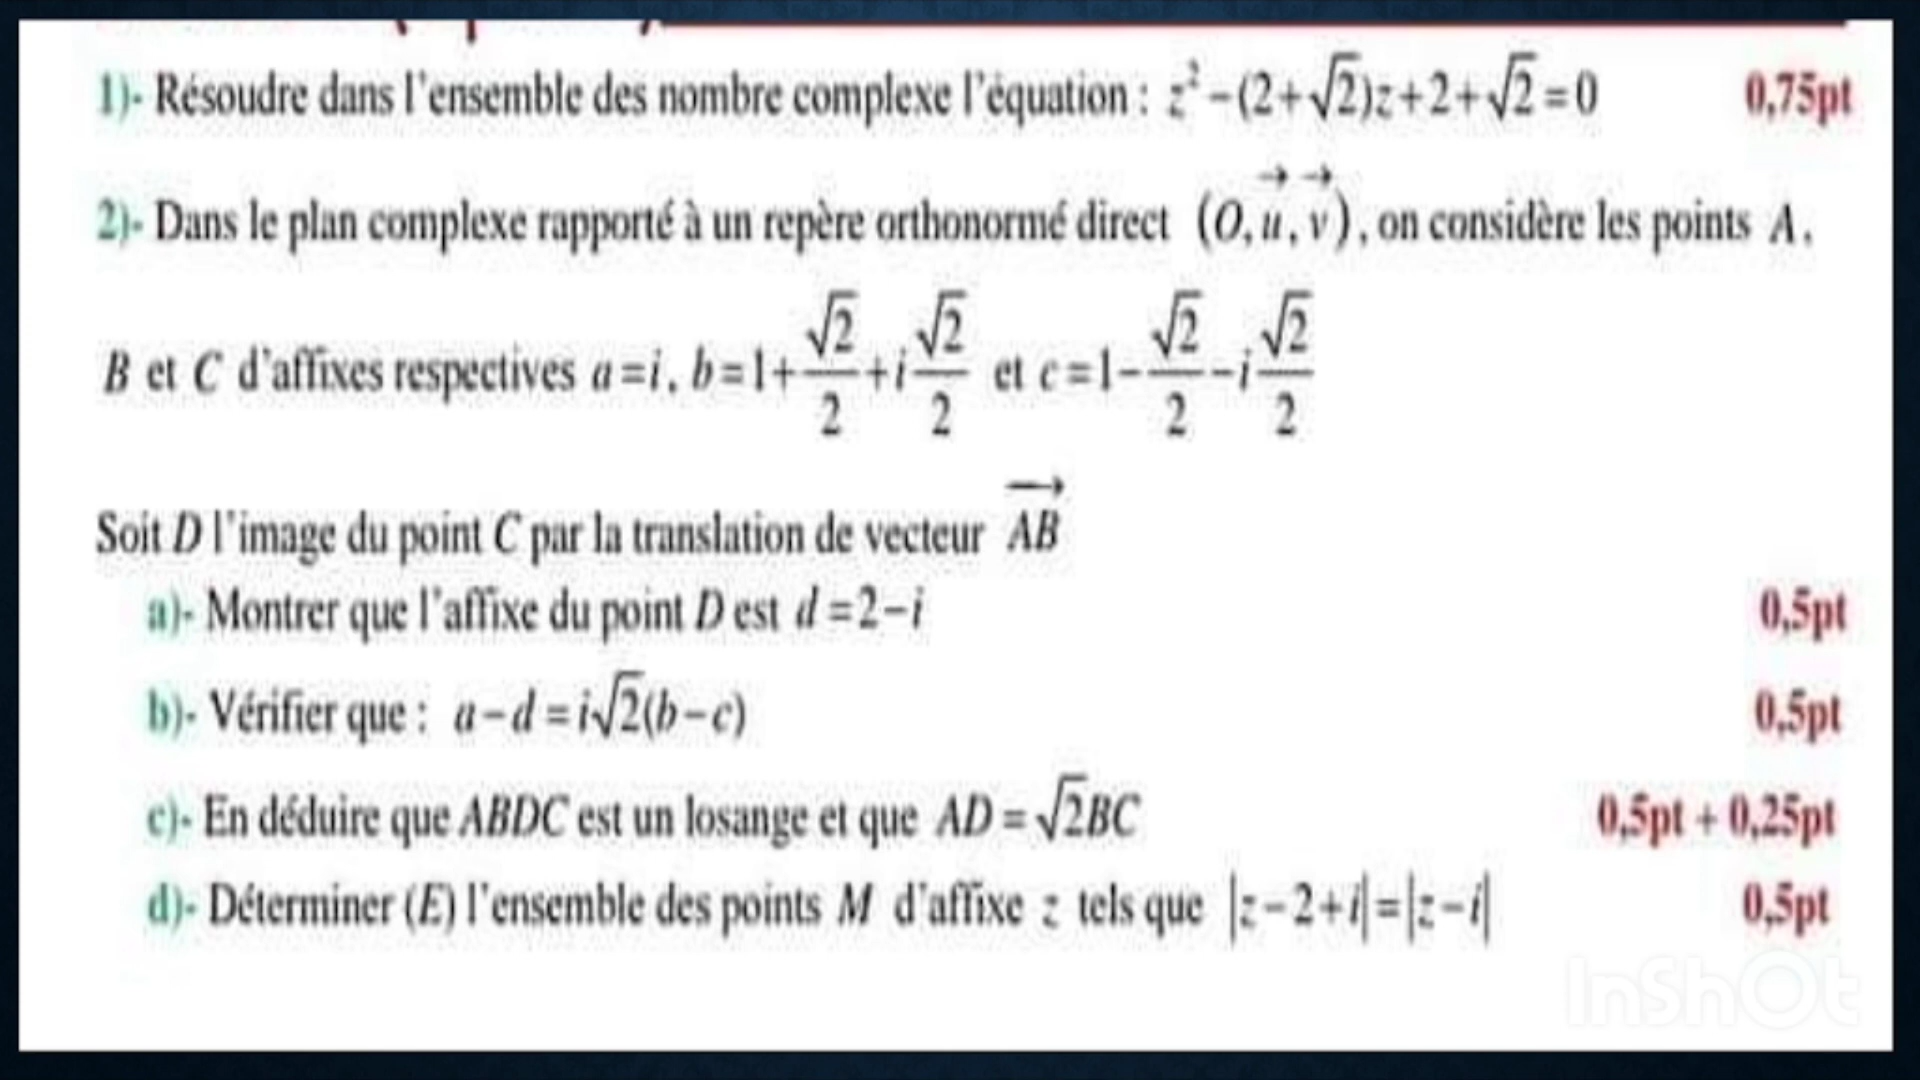 1)- Résoudre dans l'ensemble des nombre complexe l'équation : z² − (2+√2)z + 2 + √2 = 0 0,75pt
2)- Dans le plan complexe rapporté à un repère orthonormé direct (O, u⃗, v⃗), on considère les points A,
B et C d'affixes respectives a = i, b = 1 + √2/2 + i √2/2 et c = 1 − √2/2 − i √2/2
Soit D l'image du point C par la translation de vecteur AB⃗
a)- Montrer que l'affixe du point D est d = 2 − i 0,5pt
b)- Vérifier que : a − d = i√2(b − c) 0,5pt
c)- En déduire que ABDC est un losange et que AD = √2BC 0,5pt + 0,25pt
d)- Déterminer (E) l'ensemble des points M d'affixe z tels que |z − 2 + i| = |z − i| 0,5pt
InShOt